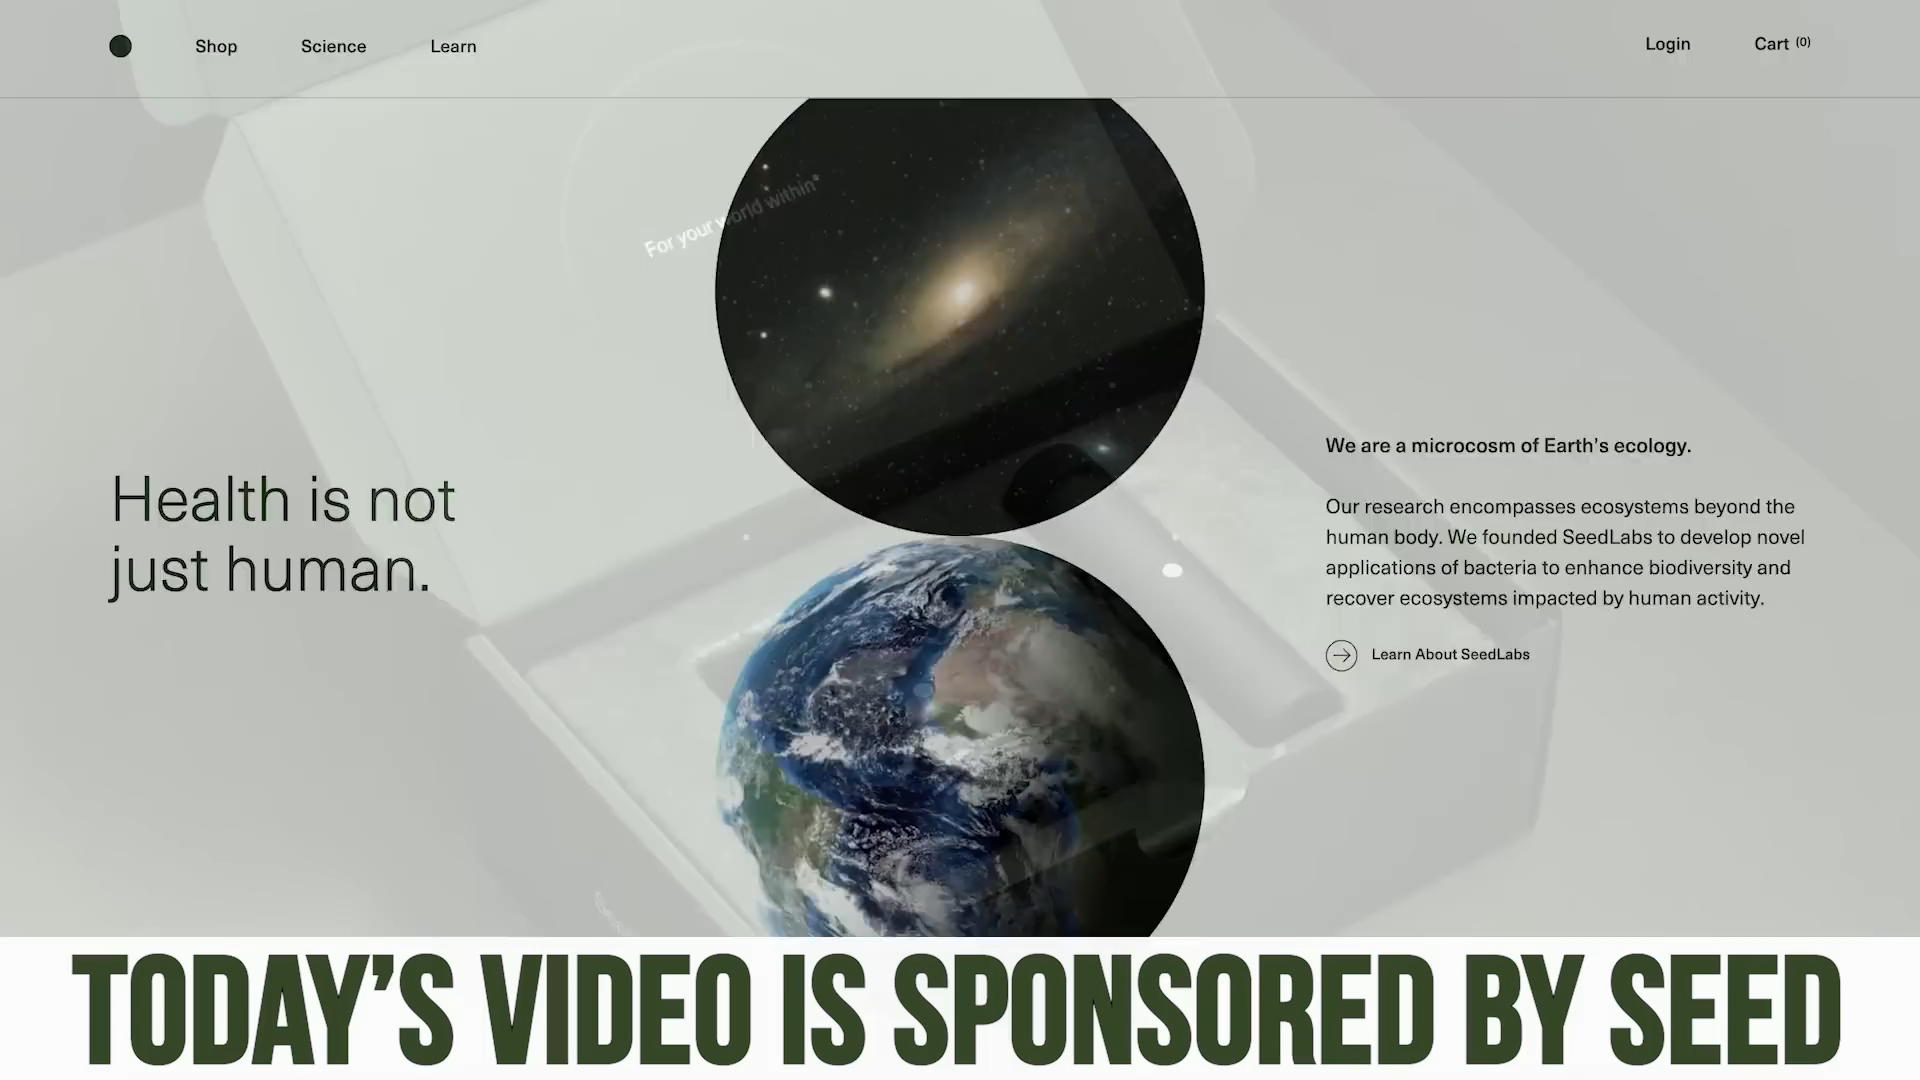 Shop
Science
Learn
Login
Cart (0)
For your world within°
Health is not
just human.
We are a microcosm of Earth's ecology.
Our research encompasses ecosystems beyond the
human body. We founded SeedLabs to develop novel
applications of bacteria to enhance biodiversity and
recover ecosystems impacted by human activity.
Learn About SeedLabs
TODAY'S VIDEO IS SPONSORED BY SEED